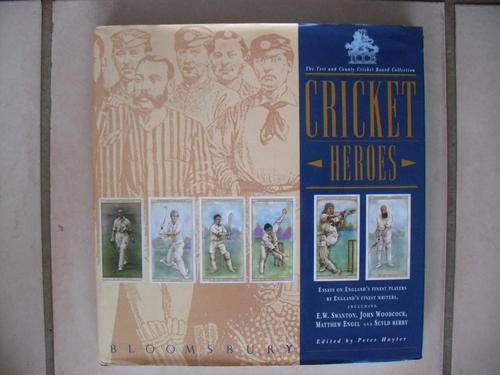 The Test and County Cricket Board Collection
CRICKET
HEROES
ESSAYS ON ENGLAND'S FINEST PLAYERS
BY ENGLAND'S FINEST WRITERS,
INCLUDING
E.W. SWANTON, JOHN WOODCOCK,
MATTHEW ENGEL AND SCYLD BERRY
Edited by Peter Hayter
BLOOMSBURY